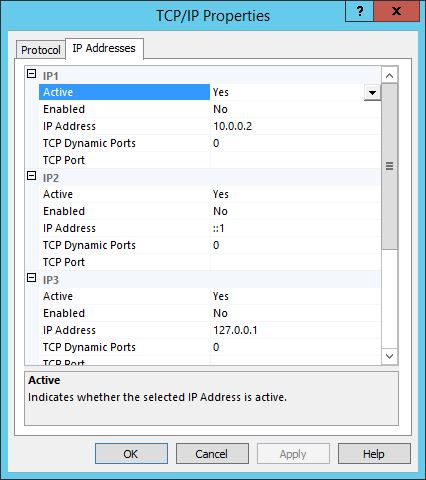 TCP/IP Properties
?
x
Protocol
IP Addresses
IP1
Active Yes
Enabled No
IP Address 10.0.0.2
TCP Dynamic Ports 0
TCP Port
IP2
Active Yes
Enabled No
IP Address ::1
TCP Dynamic Ports 0
TCP Port
IP3
Active Yes
Enabled No
IP Address 127.0.0.1
TCP Dynamic Ports 0
TCP Port
Active
Indicates whether the selected IP Address is active.
OK
Cancel
Apply
Help